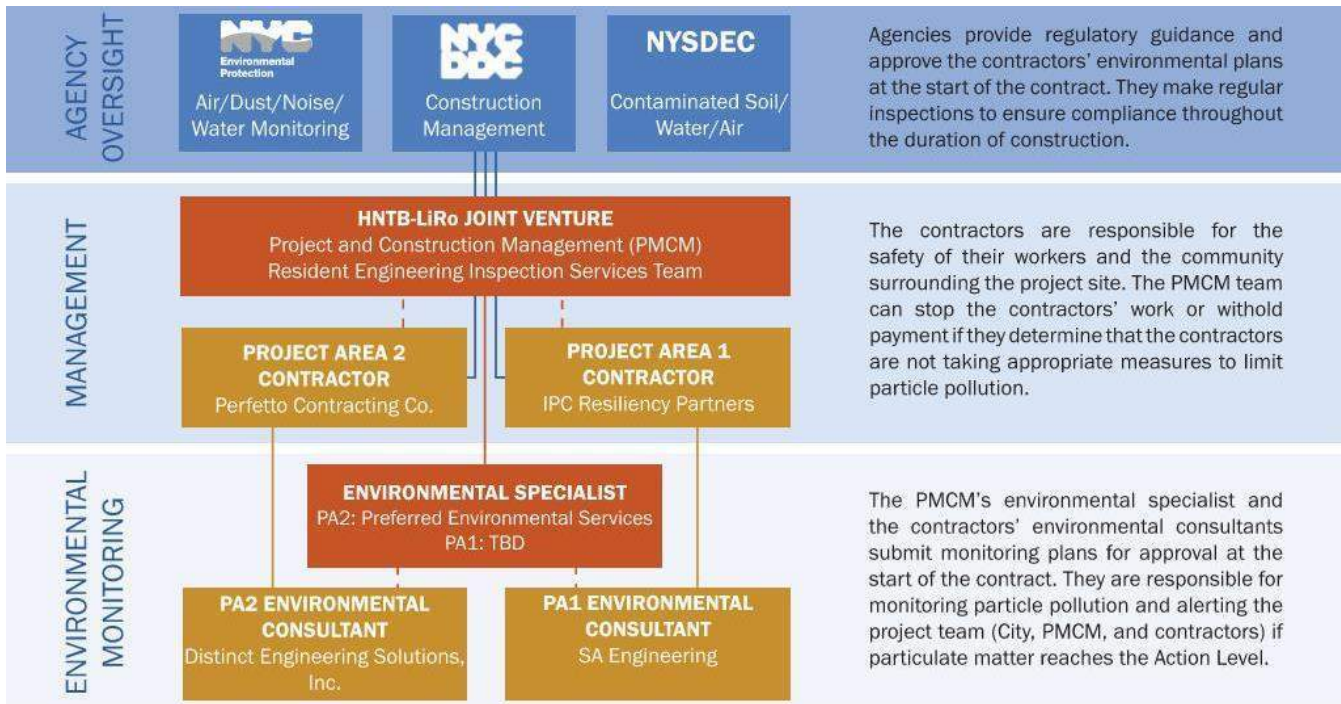 AGENCY
OVERSIGHT
NYC
Environmental
Protection
Air/Dust/Noise/
Water Monitoring
NYC
DDC
Construction
Management
NYSDEC
Contaminated Soil/
Water/Air
Agencies provide regulatory guidance and
approve the contractors' environmental plans
at the start of the contract. They make regular
inspections to ensure compliance throughout
the duration of construction.
MANAGEMENT
HNTB-LiRo JOINT VENTURE
Project and Construction Management (PMCM)
Resident Engineering Inspection Services Team
PROJECT AREA 2
CONTRACTOR
Perfetto Contracting Co.
PROJECT AREA 1
CONTRACTOR
IPC Resiliency Partners
The contractors are responsible for the
safety of their workers and the community
surrounding the project site. The PMCM team
can stop the contractors' work or withold
payment if they determine that the contractors
are not taking appropriate measures to limit
particle pollution.
ENVIRONMENTAL
MONITORING
ENVIRONMENTAL SPECIALIST
PA2: Preferred Environmental Services
PA1: TBD
PA2 ENVIRONMENTAL
CONSULTANT
Distinct Engineering Solutions,
Inc.
PA1 ENVIRONMENTAL
CONSULTANT
SA Engineering
The PMCM's environmental specialist and
the contractors' environmental consultants
submit monitoring plans for approval at the
start of the contract. They are responsible for
monitoring particle pollution and alerting the
project team (City, PMCM, and contractors) if
particulate matter reaches the Action Level.